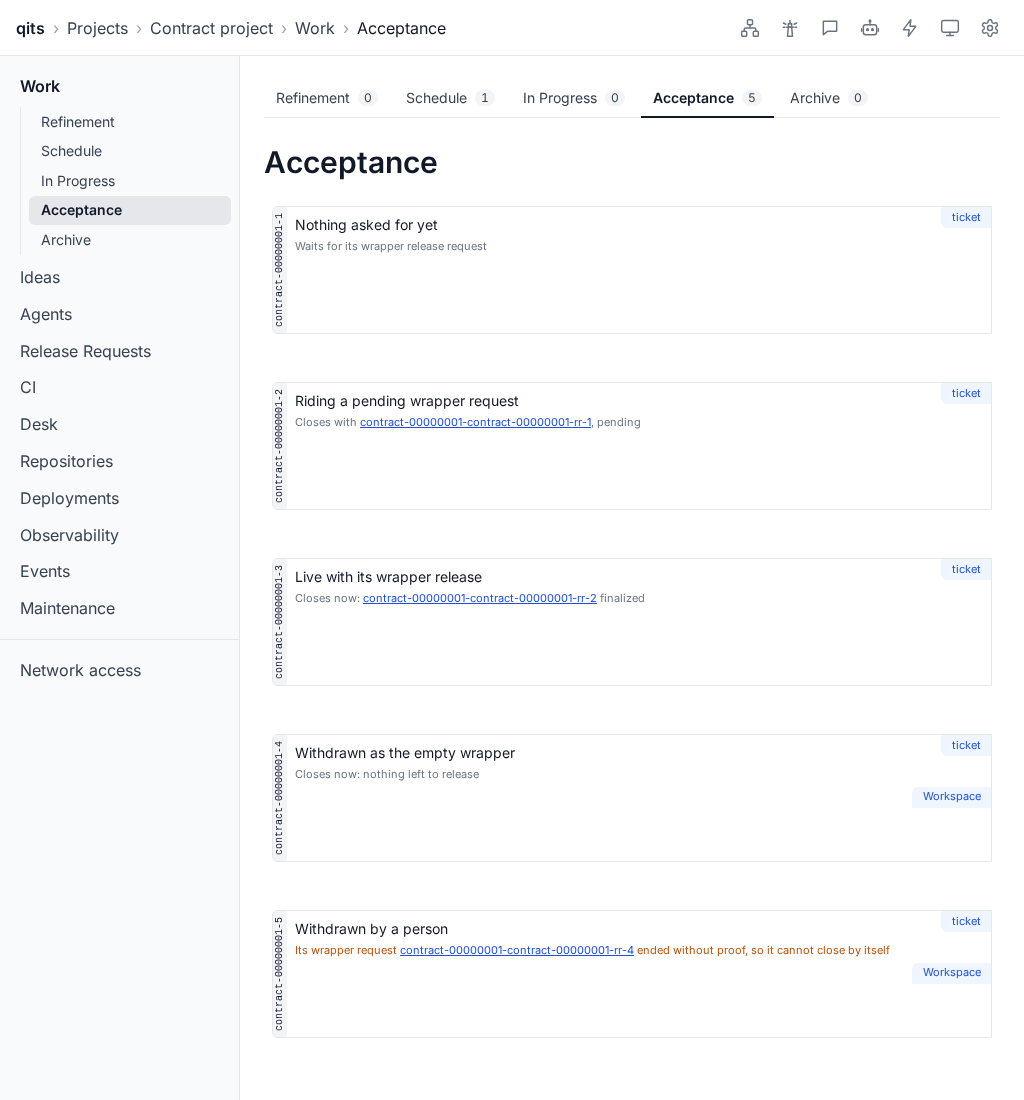 qits › Projects › Contract project › Work › Acceptance
Work
Refinement
Schedule
In Progress
Acceptance
Archive
Ideas
Agents
Release Requests
CI
Desk
Repositories
Deployments
Observability
Events
Maintenance
Network access
Refinement 0 Schedule 1 In Progress 0 Acceptance 5 Archive 0
Acceptance
contract-00000001-1
Nothing asked for yet
ticket
Waits for its wrapper release request
contract-00000001-2
Riding a pending wrapper request
ticket
Closes with contract-00000001-contract-00000001-rr-1, pending
contract-00000001-3
Live with its wrapper release
ticket
Closes now: contract-00000001-contract-00000001-rr-2 finalized
contract-00000001-4
Withdrawn as the empty wrapper
ticket
Closes now: nothing left to release
Workspace
contract-00000001-5
Withdrawn by a person
ticket
Its wrapper request contract-00000001-contract-00000001-rr-4 ended without proof, so it cannot close by itself
Workspace